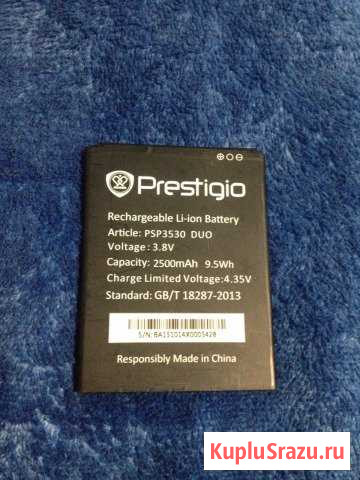 Prestigio
Rechargeable Li-ion Battery
Article: PSP3530 DUO
Voltage: 3.8V
Capacity: 2500mAh 9.5Wh
Charge Limited Voltage:4.35V
Standard: GB/T 18287-2013
S/N: BA151014X0005428
Responsibly Made in China
KupluSrazu.ru